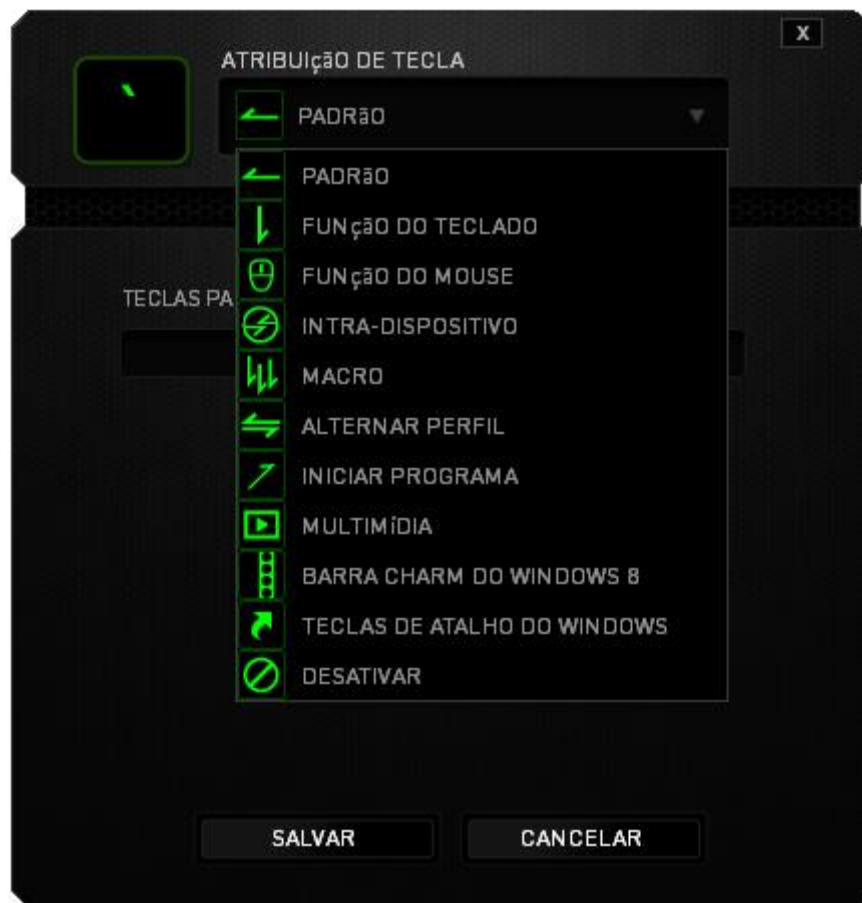 X
ATRIBUIçãO DE TECLA
`
PADRãO
PADRãO
FUNçãO DO TECLADO
FUNçãO DO MOUSE
TECLAS PA
INTRA-DISPOSITIVO
MACRO
ALTERNAR PERFIL
INICIAR PROGRAMA
MULTIMíDIA
BARRA CHARM DO WINDOWS 8
TECLAS DE ATALHO DO WINDOWS
DESATIVAR
SALVAR
CANCELAR